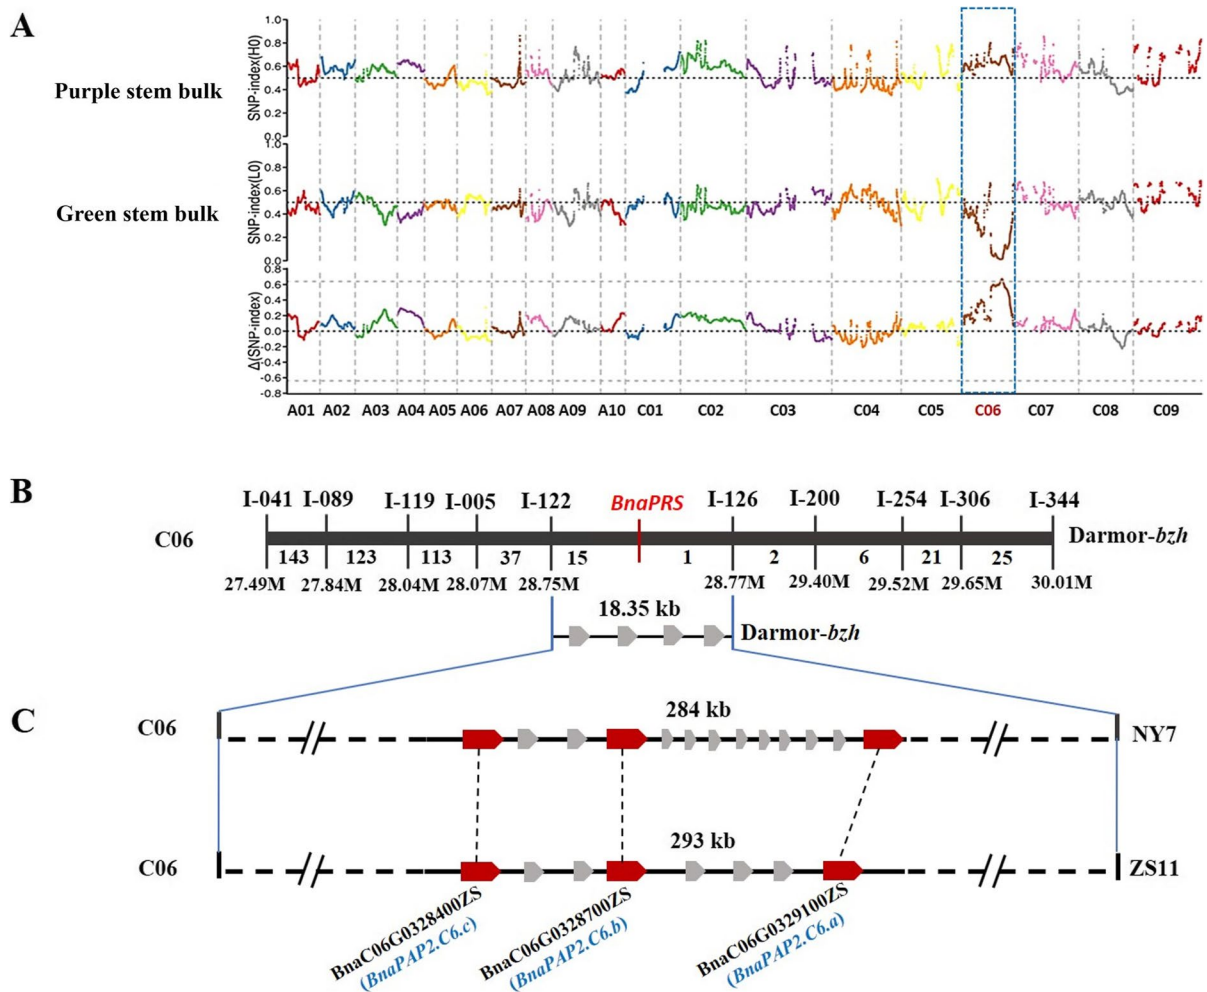 A
Purple stem bulk
SNP-index(H0)
1.0
0.8
0.6
0.4
0.2
0.0
Green stem bulk
SNP-index(L0)
1.0
0.8
0.6
0.4
0.2
0.0
Δ(SNP-index)
0.8
0.6
0.4
0.2
0.0
-0.2
-0.4
-0.6
-0.8
A01 A02 A03 A04 A05 A06 A07 A08 A09 A10 C01 C02 C03 C04 C05 C06 C07 C08 C09
B
I-041 I-089 I-119 I-005 I-122 BnaPRS I-126 I-200 I-254 I-306 I-344
C06 Darmor-bzh
143 123 113 37 15 1 2 6 21 25
27.49M 27.84M 28.04M 28.07M 28.75M 28.77M 29.40M 29.52M 29.65M 30.01M
18.35 kb
Darmor-bzh
C
284 kb
C06 NY7
293 kb
C06 ZS11
BnaC06G0328400ZS
(BnaPAP2.C6.c)
BnaC06G0328700ZS
(BnaPAP2.C6.b)
BnaC06G0329100ZS
(BnaPAP2.C6.a)